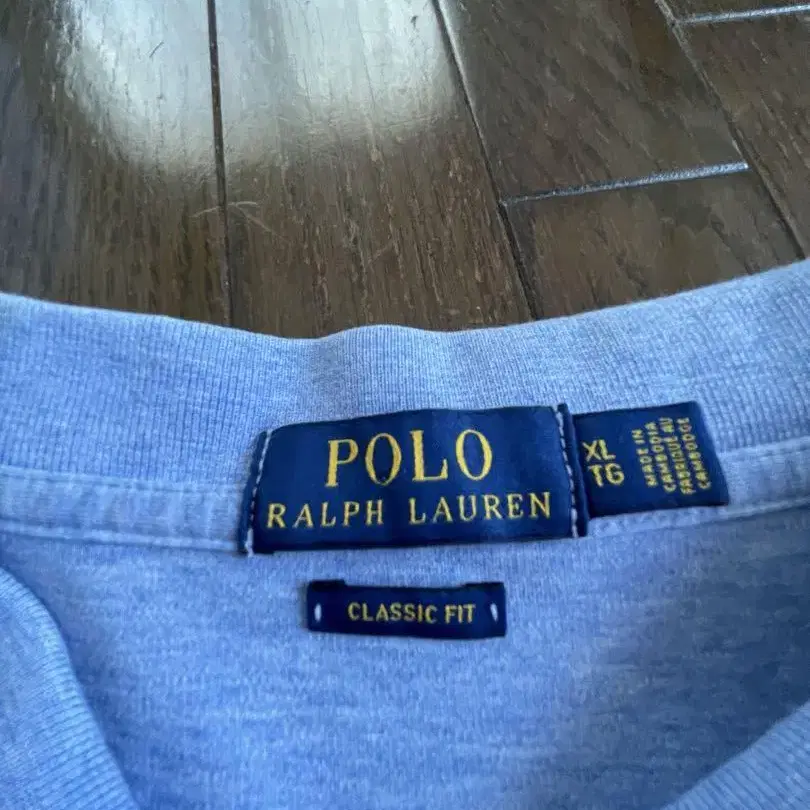 POLO
RALPH LAUREN
XL
TG
MADE IN
CAMBODIA
FABRIQUÉ AU
CAMBODGE
CLASSIC FIT